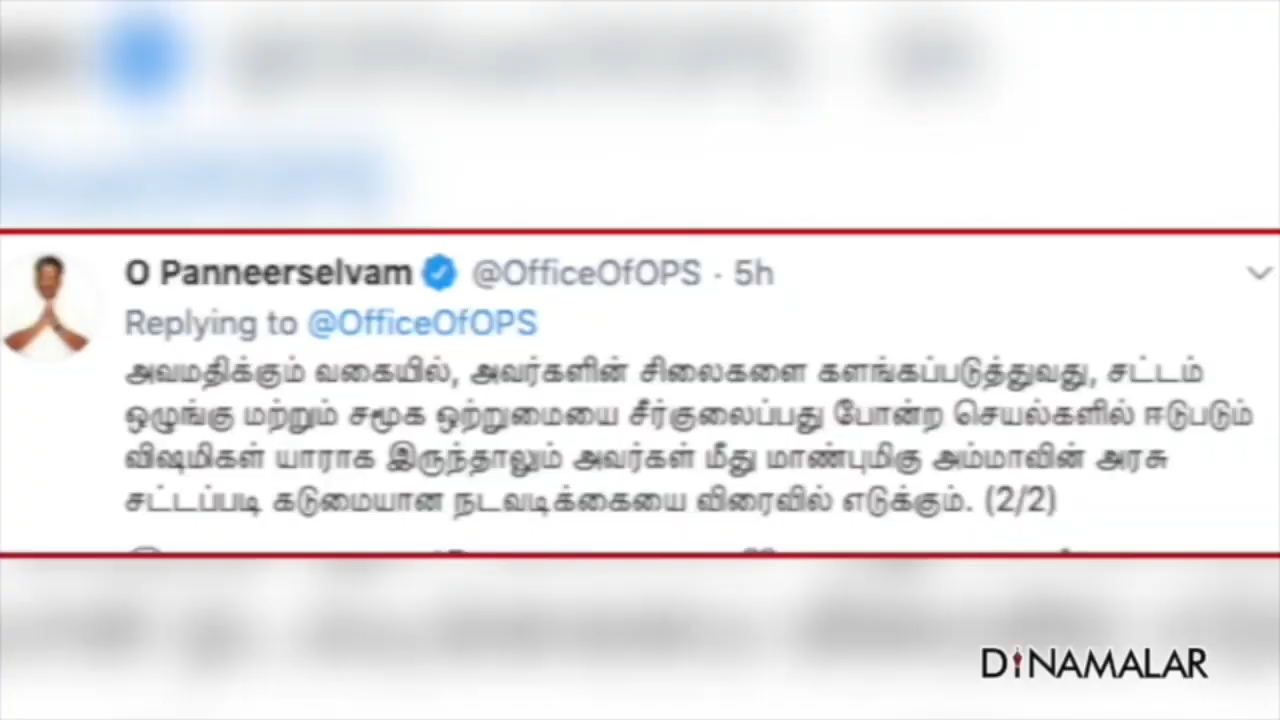 O Panneerselvam @OfficeOfOPS · 5h
Replying to @OfficeOfOPS
அவமதிக்கும் வகையில், அவர்களின் சிலைகளை களங்கப்படுத்துவது, சட்டம்
ஒழுங்கு மற்றும் சமூக ஒற்றுமையை சீர்குலைப்பது போன்ற செயல்களில் ஈடுபடும்
விஷமிகள் யாராக இருந்தாலும் அவர்கள் மீது மாண்புமிகு அம்மாவின் அரசு
சட்டப்படி கடுமையான நடவடிக்கையை விரைவில் எடுக்கும். (2/2)
DINAMALAR